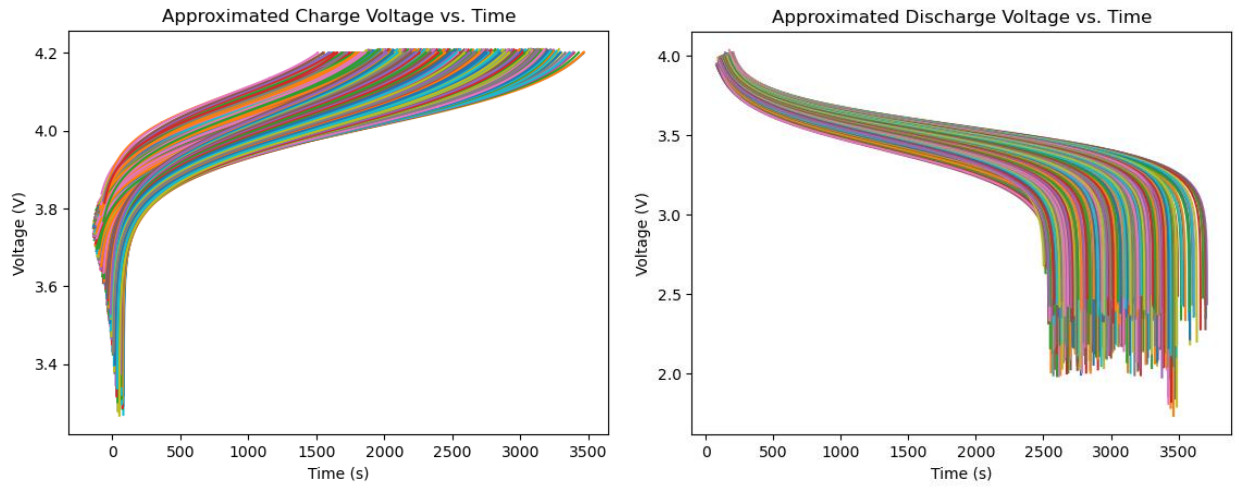 Approximated Charge Voltage vs. Time
Voltage (V)
4.2
4.0
3.8
3.6
3.4
0 500 1000 1500 2000 2500 3000 3500
Time (s)
Approximated Discharge Voltage vs. Time
Voltage (V)
4.0
3.5
3.0
2.5
2.0
0 500 1000 1500 2000 2500 3000 3500
Time (s)